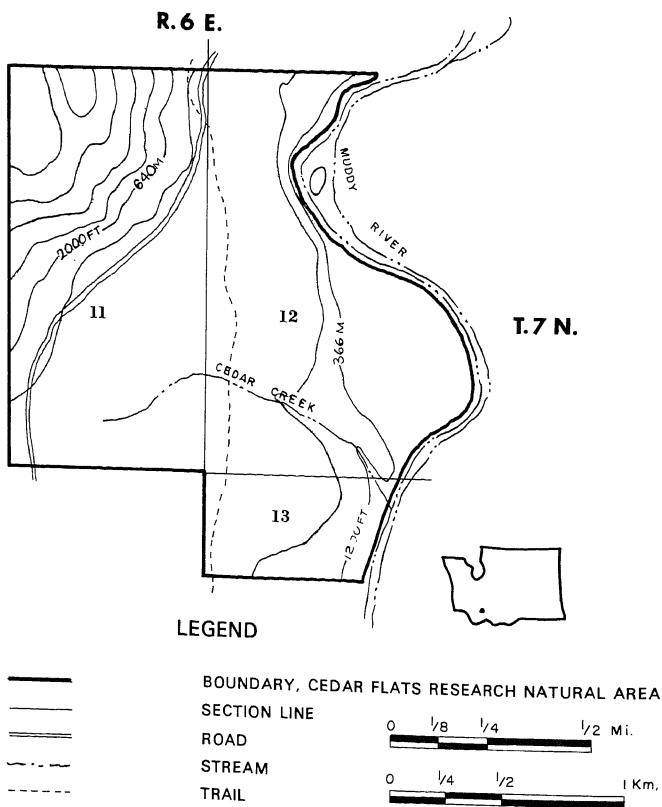 R. 6 E.
MUDDY
RIVER
640M
2000FT
11
12
T. 7 N.
366 M
CEDAR CREEK
13
LEGEND
BOUNDARY, CEDAR FLATS RESEARCH NATURAL AREA
SECTION LINE
0 1/8 1/4 1/2 Mi.
ROAD
STREAM
0 1/4 1/2 1 Km.
TRAIL